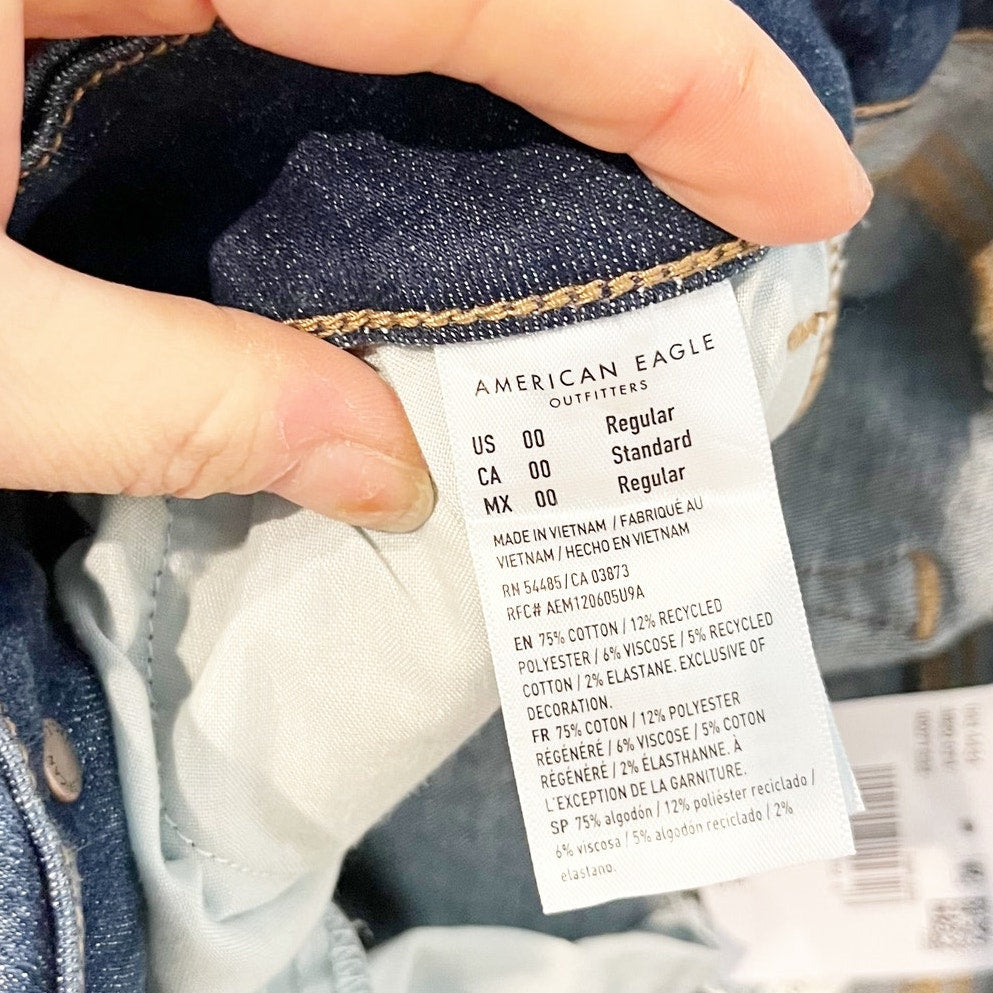 AMERICAN EAGLE
OUTFITTERS
US 00 Regular
CA 00 Standard
MX 00 Regular
MADE IN VIETNAM / FABRIQUÉ AU
VIETNAM / HECHO EN VIETNAM
RN 54485/CA 03873
RFC# AEM120605U9A
EN 75% COTTON / 12% RECYCLED
POLYESTER / 6% VISCOSE / 5% RECYCLED
COTTON / 2% ELASTANE. EXCLUSIVE OF
DECORATION.
FR 75% COTON / 12% POLYESTER
RÉGÉNÉRÉ / 6% VISCOSE / 5% COTON
RÉGÉNÉRÉ / 2% ÉLASTHANNE. À
L'EXCEPTION DE LA GARNITURE.
SP 75% algodón / 12% poliéster reciclado /
6% viscosa / 5% algodón reciclado / 2%
elastano.